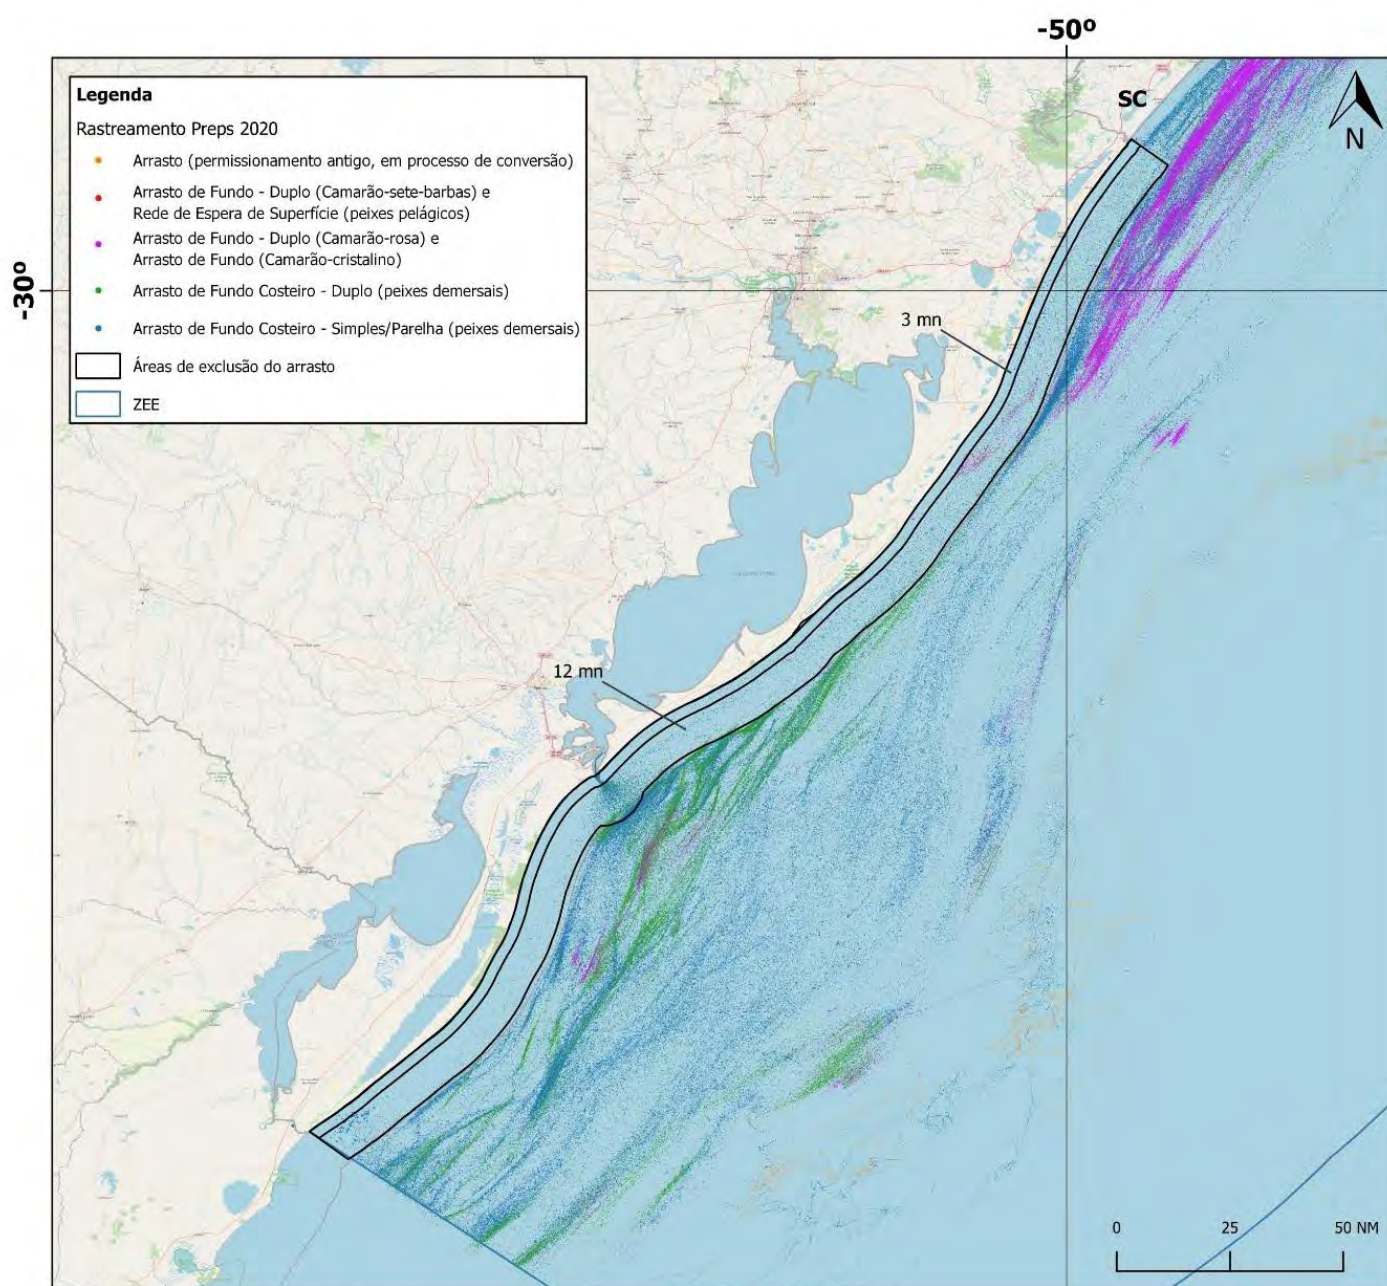 -50º
SC
N
-30º
Legenda
Rastreamento Preps 2020
Arrasto (permissionamento antigo, em processo de conversão)
Arrasto de Fundo - Duplo (Camarão-sete-barbas) e
Rede de Espera de Superfície (peixes pelágicos)
Arrasto de Fundo - Duplo (Camarão-rosa) e
Arrasto de Fundo (Camarão-cristalino)
Arrasto de Fundo Costeiro - Duplo (peixes demersais)
Arrasto de Fundo Costeiro - Simples/Parelha (peixes demersais)
Áreas de exclusão do arrasto
ZEE
3 mn
12 mn
0 25 50 NM